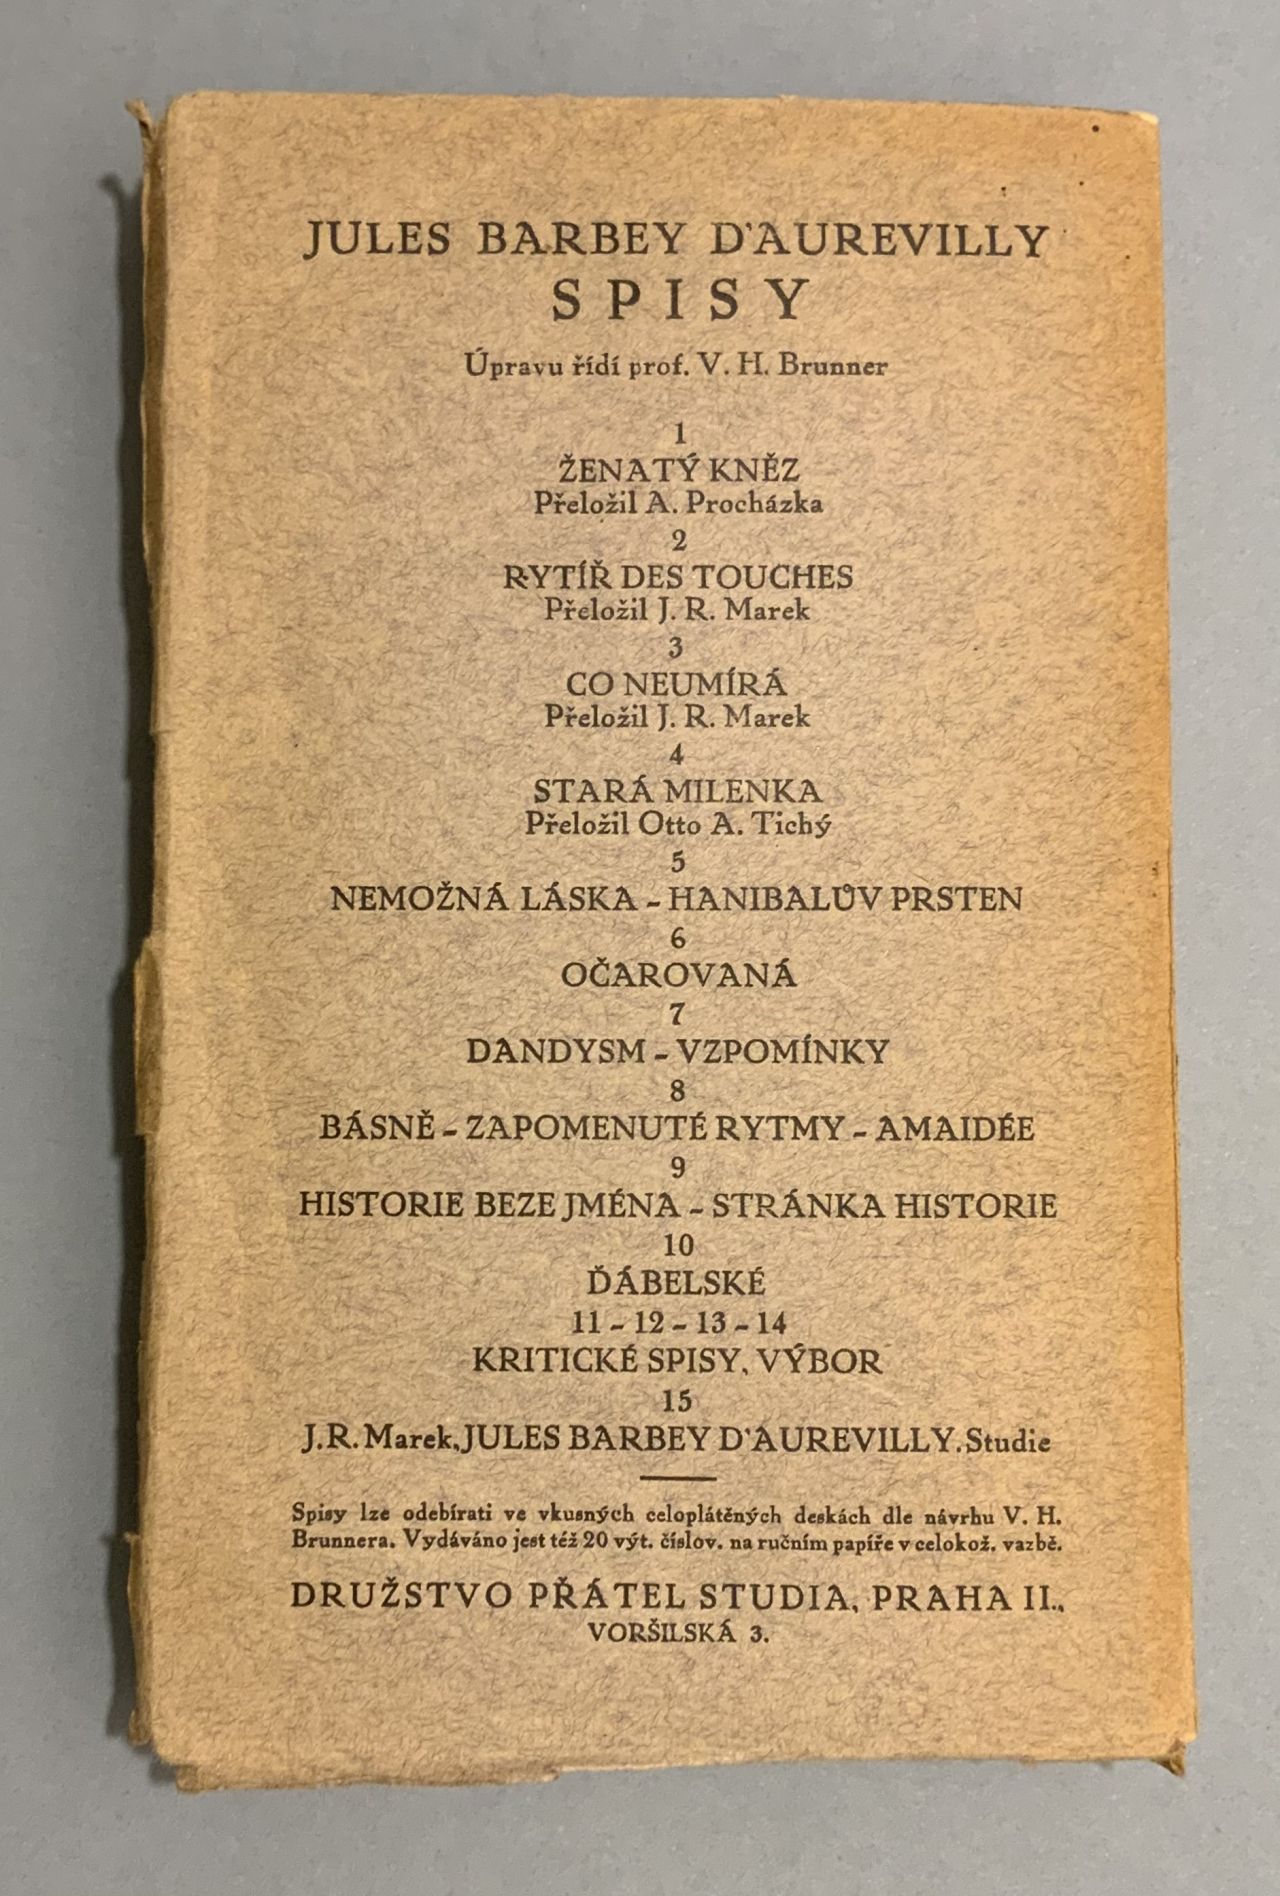 JULES BARBEY D'AUREVILLY
SPISY
Úpravu řídí prof. V. H. Brunner
1
ŽENATÝ KNĚZ
Přeložil A. Procházka
2
RYTÍŘ DES TOUCHES
Přeložil J. R. Marek
3
CO NEUMÍRÁ
Přeložil J. R. Marek
4
STARÁ MILENKA
Přeložil Otto A. Tichý
5
NEMOŽNÁ LÁSKA - HANIBALŮV PRSTEN
6
OČAROVANÁ
7
DANDYSM - VZPOMÍNKY
8
BÁSNĚ - ZAPOMENUTÉ RYTMY - AMAIDÉE
9
HISTORIE BEZE JMÉNA - STRÁNKA HISTORIE
10
ĎÁBELSKÉ
11 - 12 - 13 - 14
KRITICKÉ SPISY, VÝBOR
15
J. R. Marek, JULES BARBEY D'AUREVILLY. Studie
Spisy lze odebírati ve vkusných celoplátěných deskách dle návrhu V. H.
Brunnera. Vydáváno jest též 20 výt. číslov. na ručním papíře v celokož. vazbě.
DRUŽSTVO PŘÁTEL STUDIA, PRAHA II.,
VORŠILSKÁ 3.